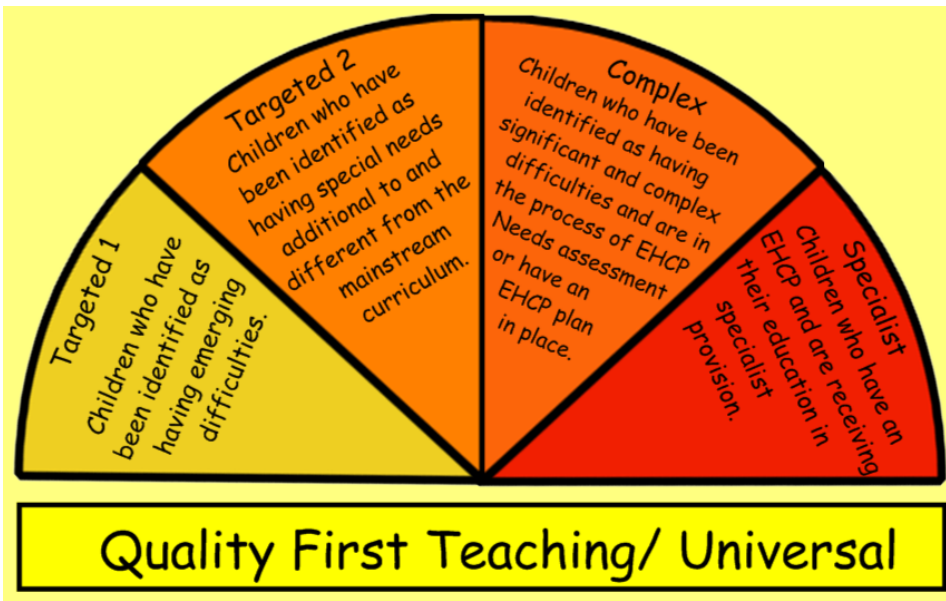 Targeted 1
Children who have
been identified as
having emerging
difficulties.
Targeted 2
Children who have
been identified as
having special needs
additional to and
different from the
mainstream
curriculum.
Complex
Children who have been
identified as having
significant and complex
difficulties and are in
the process of EHCP
Needs assessment
or have an
EHCP plan
in place.
Specialist
Children who have an
EHCP and are receiving
their education in
specialist
provision.
Quality First Teaching/ Universal